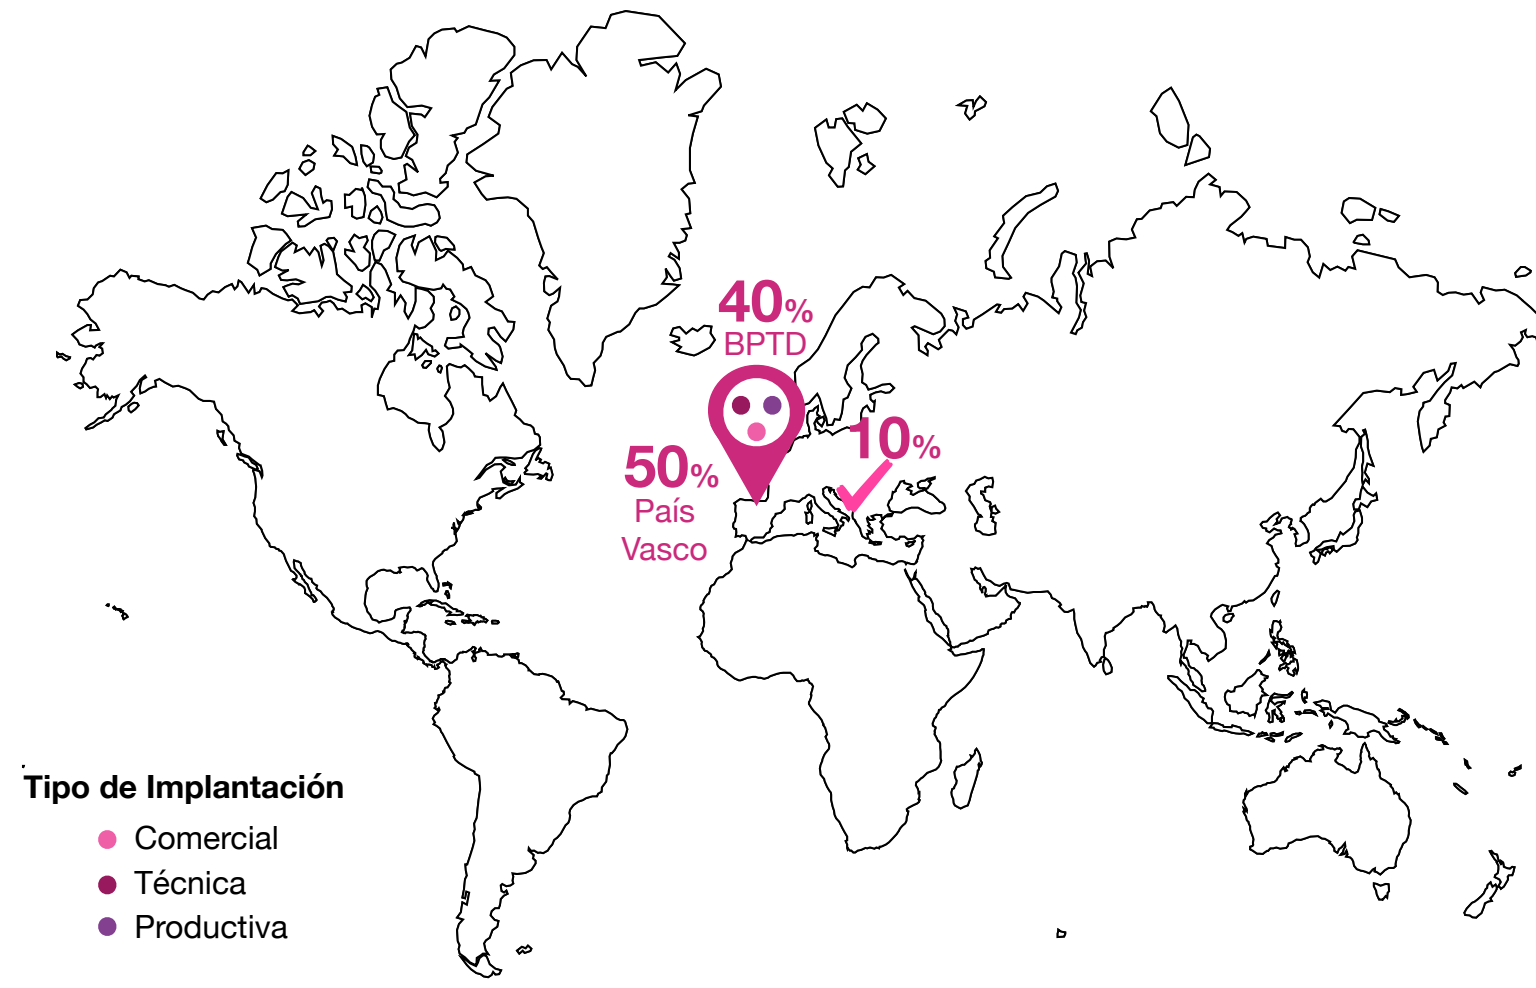 40%
BPTD
10%
50%
País
Vasco
Tipo de Implantación
Comercial
Técnica
Productiva